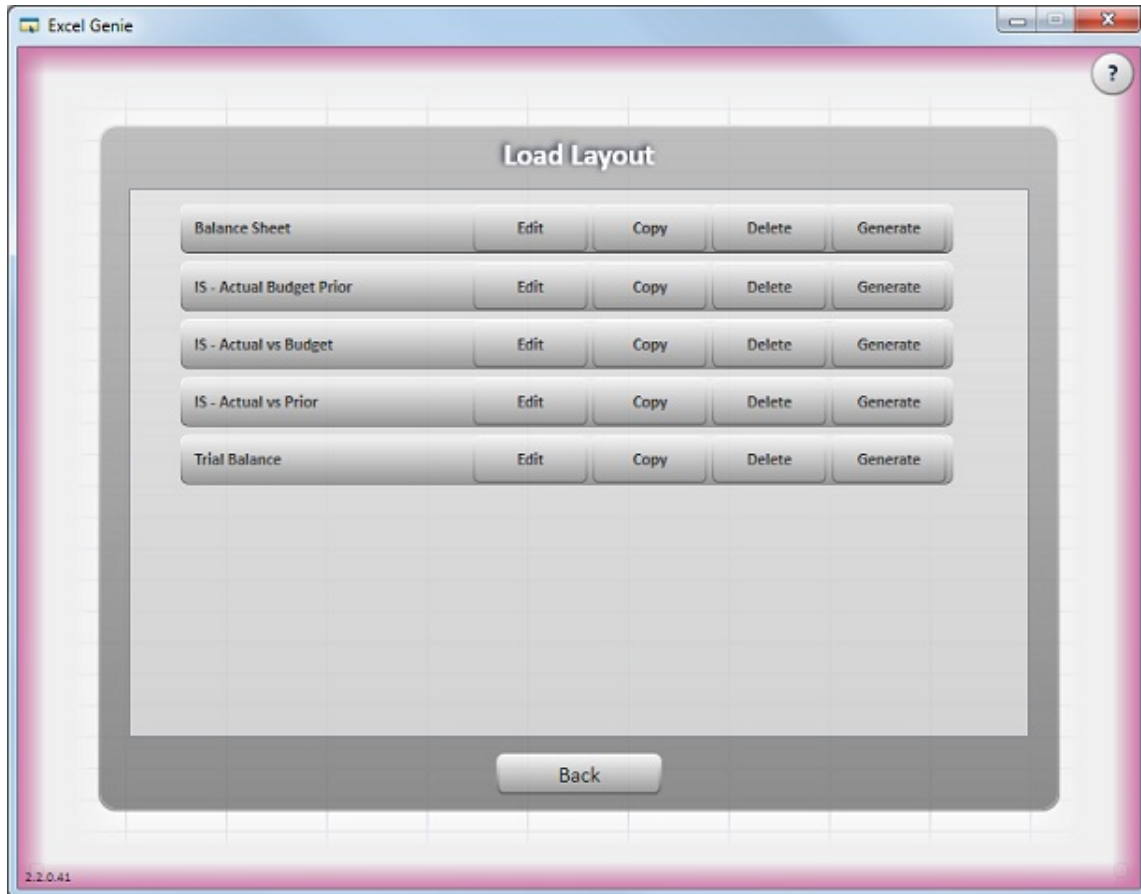 Excel Genie
?
Load Layout
Balance Sheet Edit Copy Delete Generate
IS - Actual Budget Prior Edit Copy Delete Generate
IS - Actual vs Budget Edit Copy Delete Generate
IS - Actual vs Prior Edit Copy Delete Generate
Trial Balance Edit Copy Delete Generate
Back
2.2.0.41